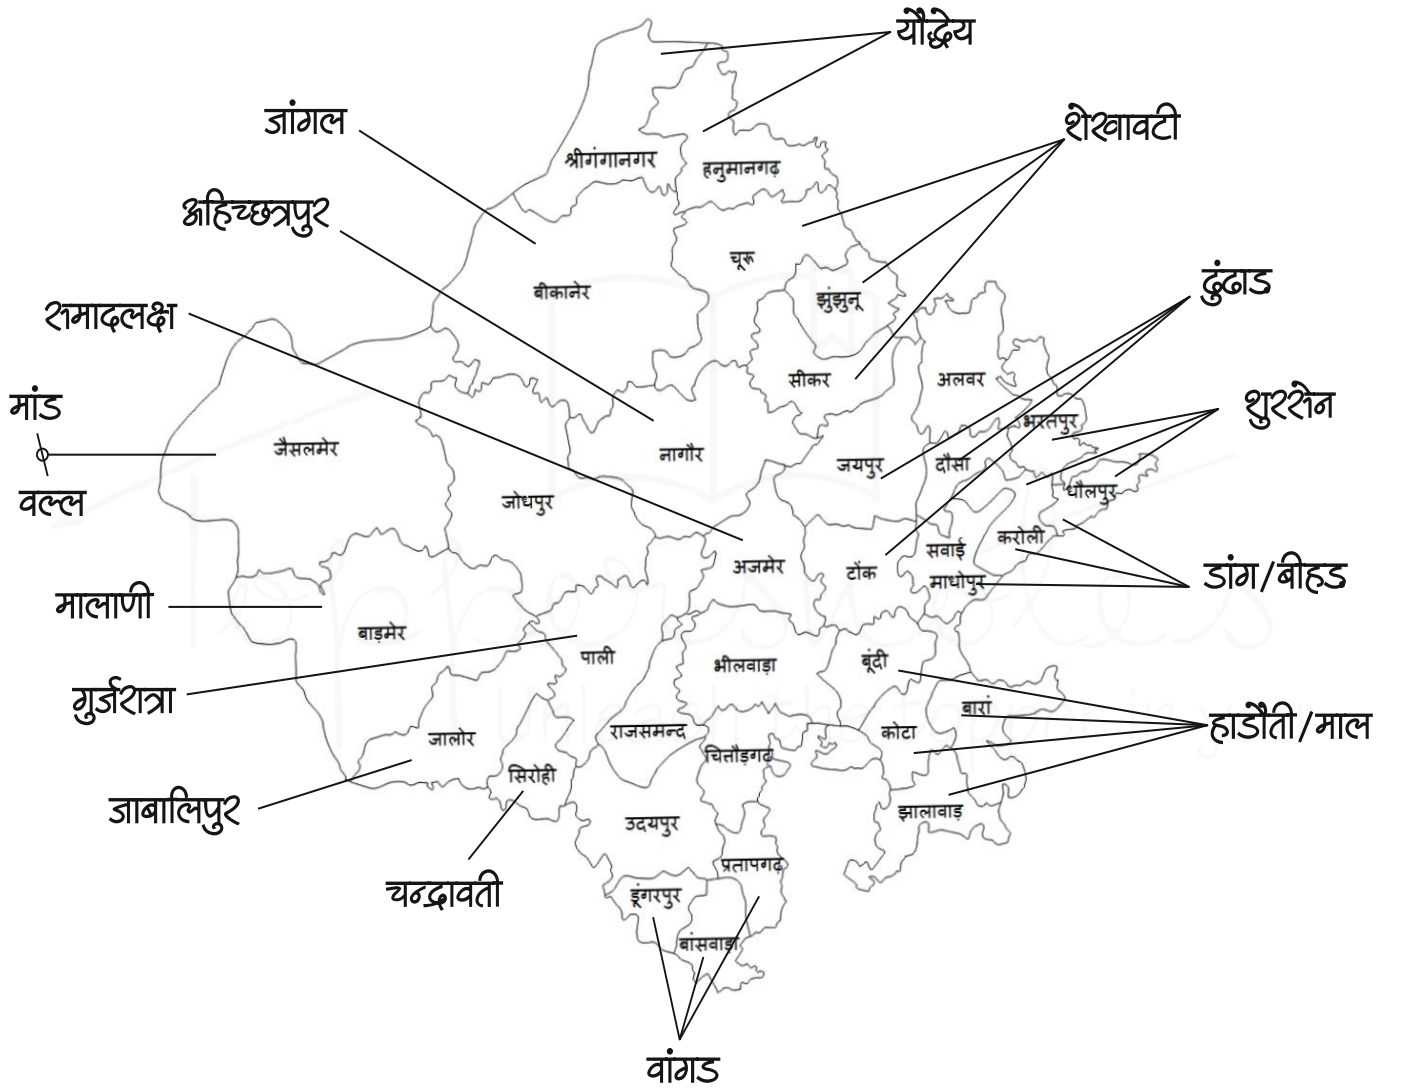 यौद्धेय
जांगल
शेखावटी
श्रीगंगानगर
हनुमानगढ़
अहिच्छत्रपुर
चूरू
ढुंढाड
बीकानेर
झुंझुनू
समादलक्ष
सीकर
अलवर
मांड
शुरसेन
भरतपुर
जैसलमेर
नागौर
जयपुर
दौसा
वल्ल
जोधपुर
धौलपुर
करोली
सवाई
माधोपुर
अजमेर
टोंक
डांग/बीहड
मालाणी
बाड़मेर
पाली
भीलवाड़ा
बूंदी
गुर्जरात्रा
बारां
हाडौती/माल
जालोर
राजसमन्द
कोटा
चित्तौड़गढ़
सिरोही
जाबालिपुर
उदयपुर
झालावाड़
प्रतापगढ़
चन्द्रावती
डूंगरपुर
बांसवाड़ा
वांगड